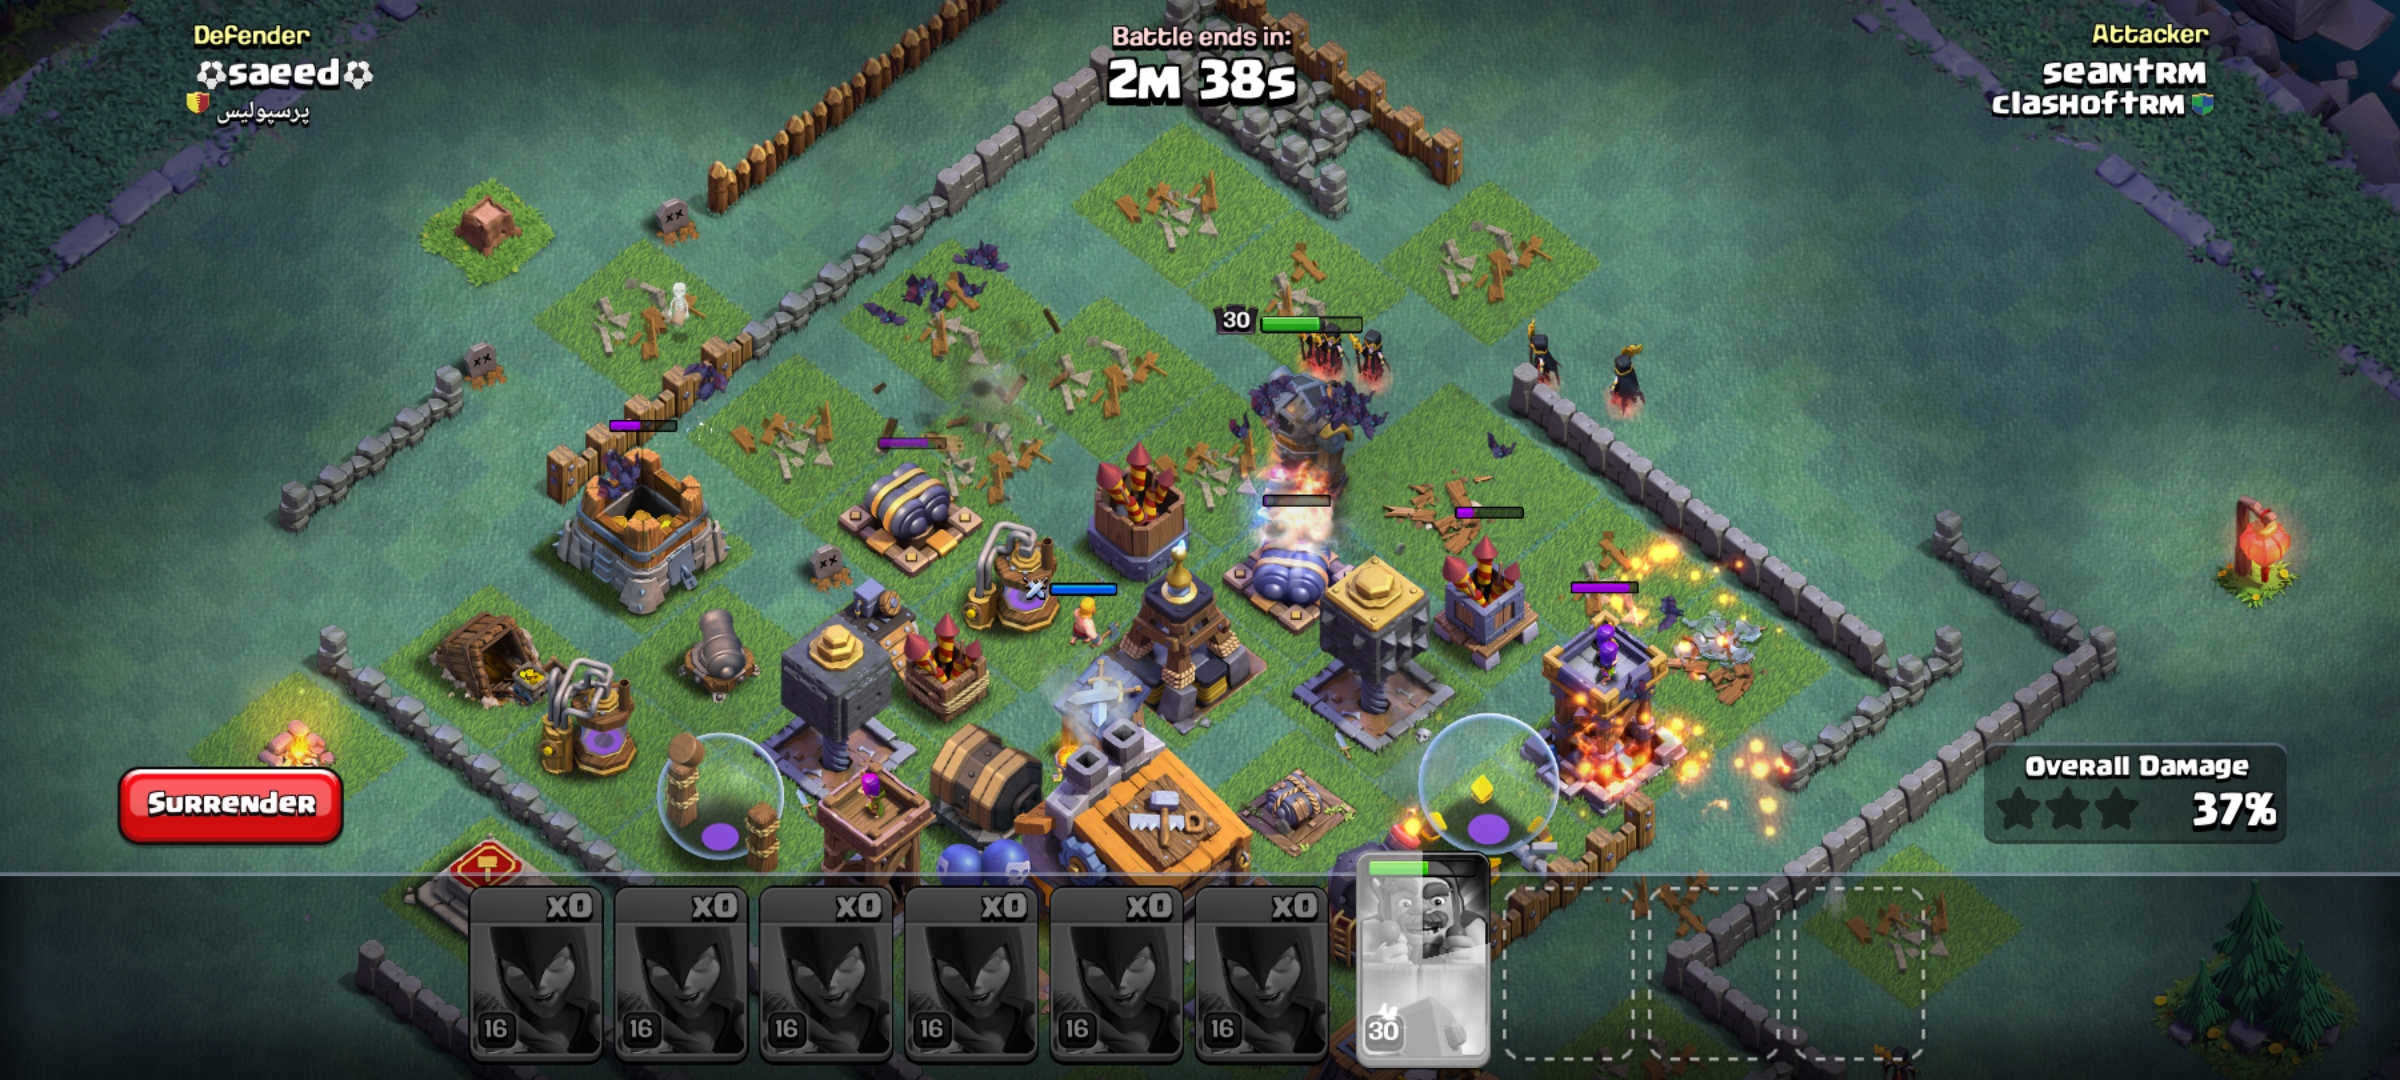 Defender
saeed
پرسپولیس
Battle ends in:
2M 38s
Attacker
seantRM
clashoftRM
30
Surrender
Overall Damage
37%
x0
x0
x0
x0
x0
x0
16
16
16
16
16
16
30